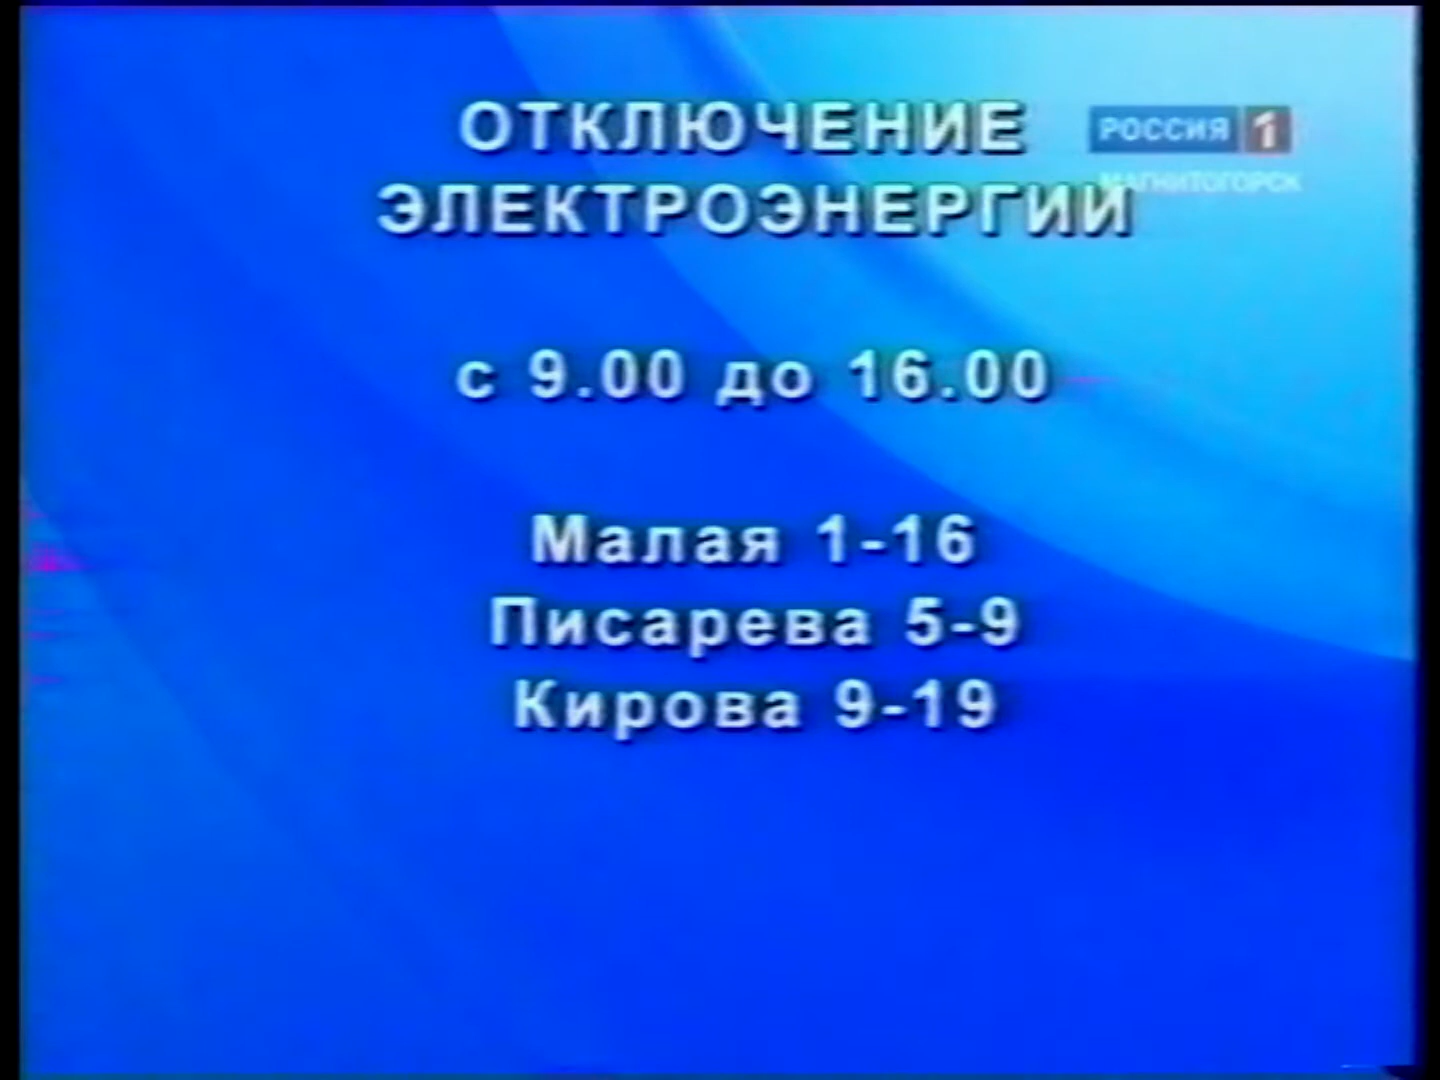 ОТКЛЮЧЕНИЕ
РОССИЯ 1
МАГНИТОГОРСК
ЭЛЕКТРОЭНЕРГИИ
с 9.00 до 16.00
Малая 1-16
Писарева 5-9
Кирова 9-19